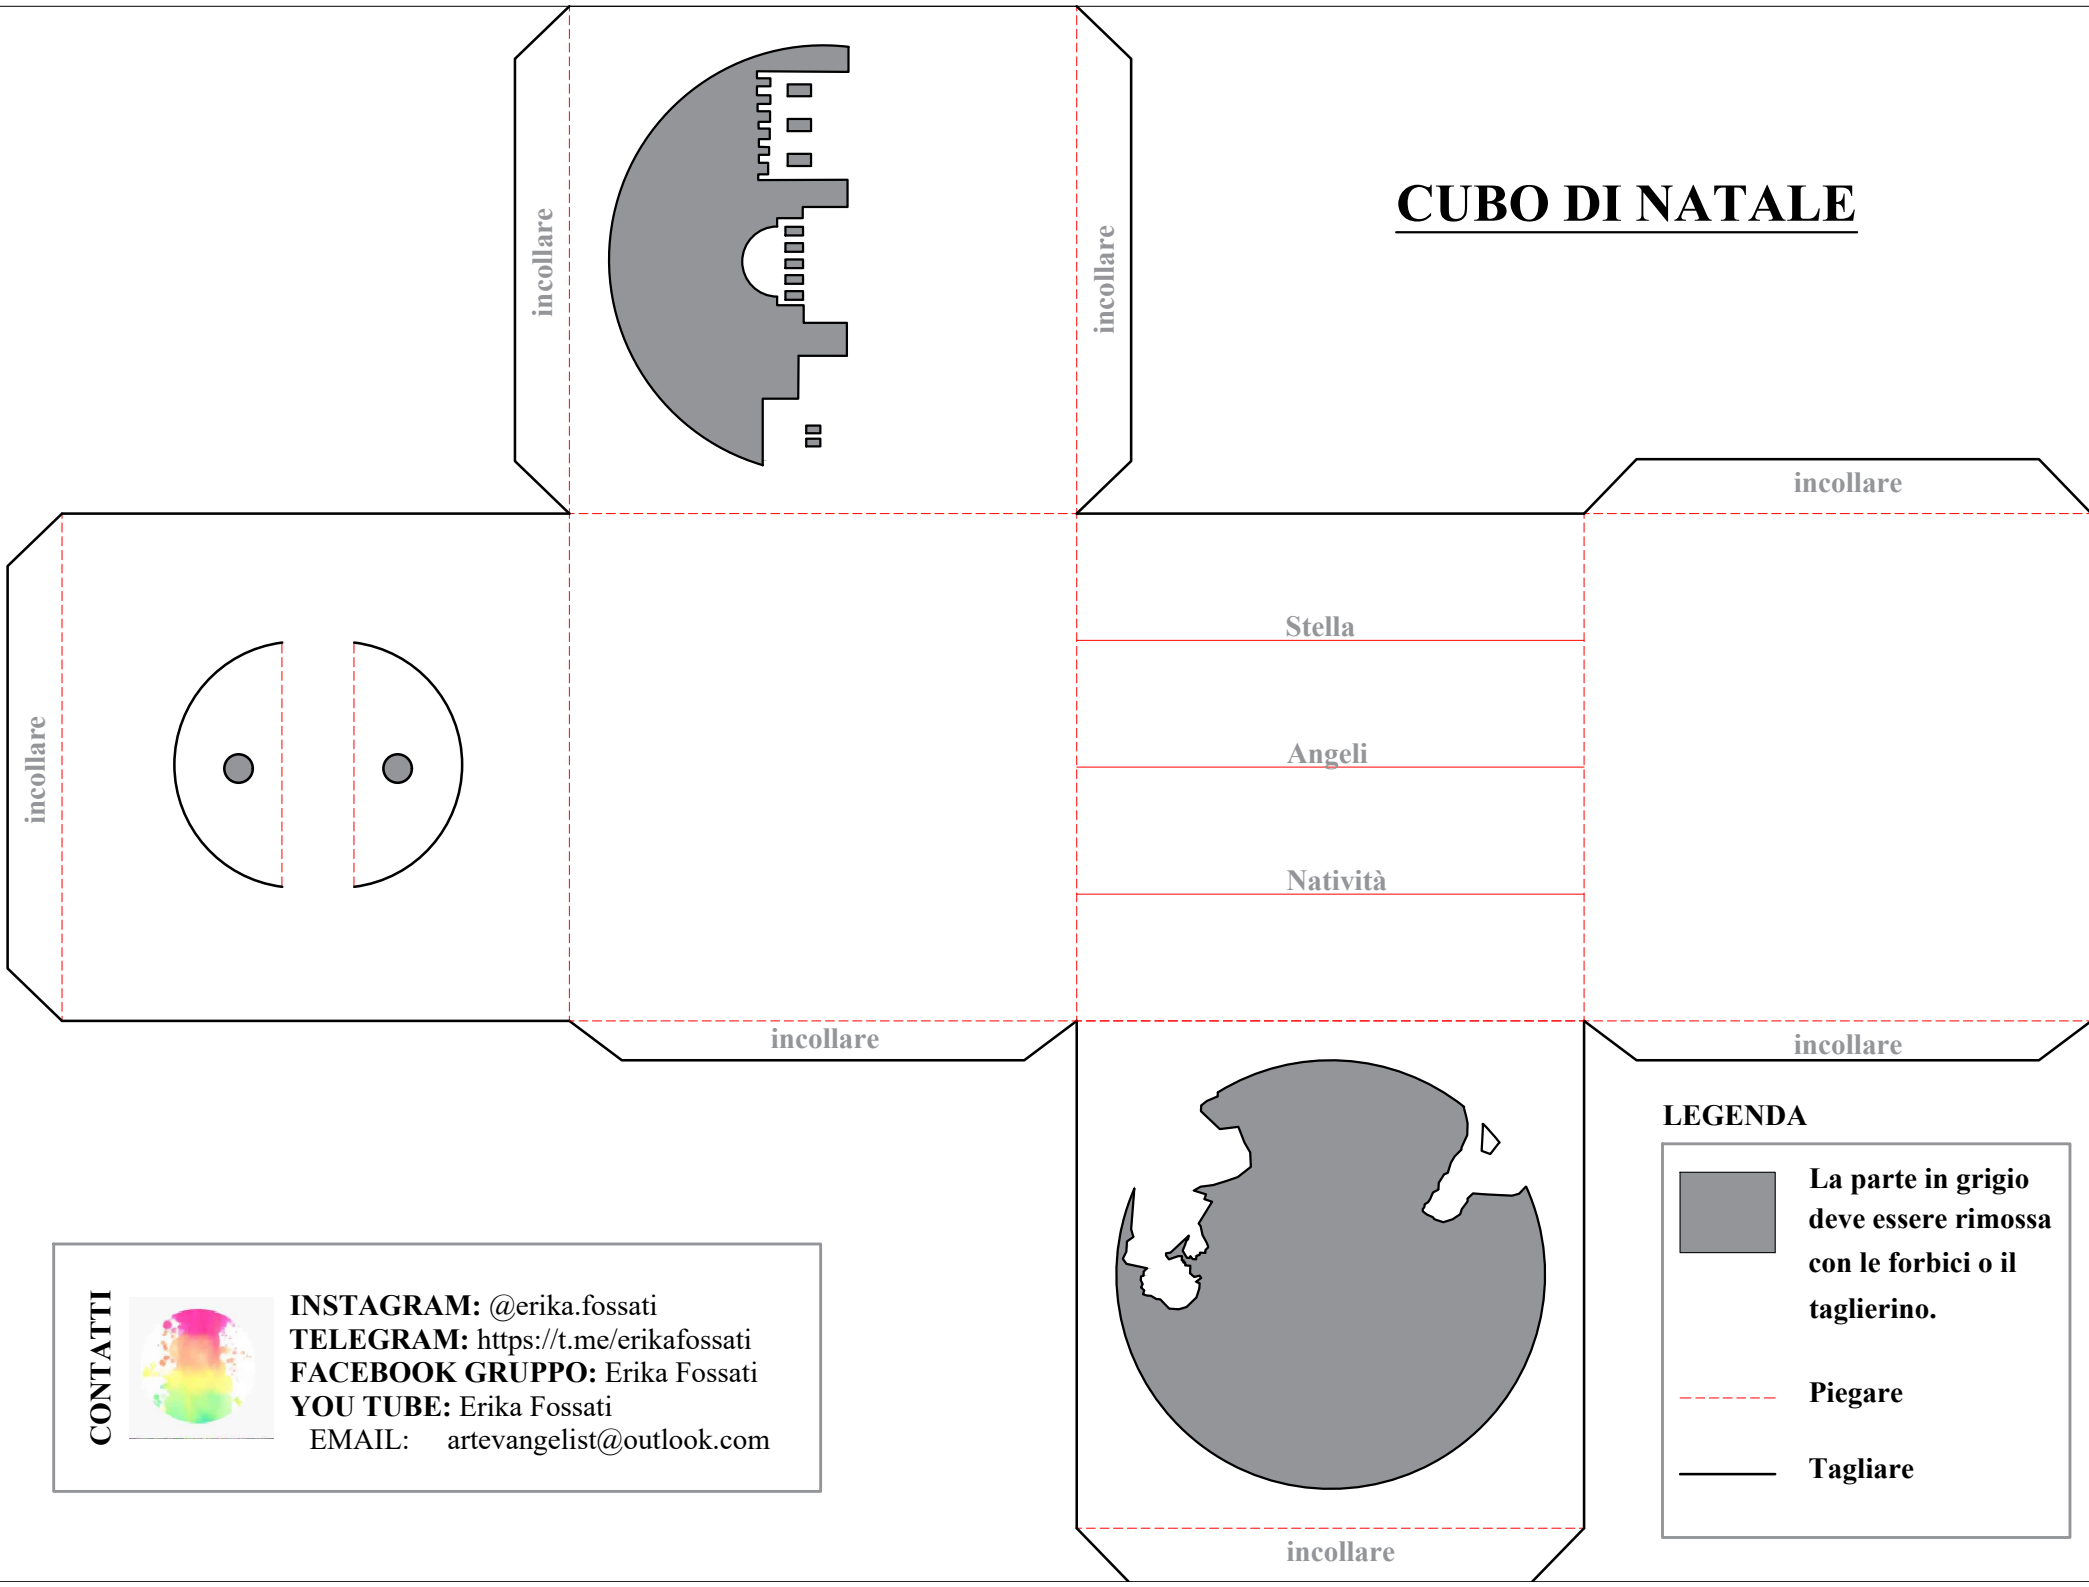 CUBO DI NATALE
incollare
incollare
incollare
Stella
Angeli
Natività
incollare
incollare
incollare
incollare
LEGENDA
La parte in grigio
deve essere rimossa
con le forbici o il
taglierino.
Piegare
Tagliare
CONTATTI
INSTAGRAM: @erika.fossati
TELEGRAM: https://t.me/erikafossati
FACEBOOK GRUPPO: Erika Fossati
YOU TUBE: Erika Fossati
EMAIL: artevangelist@outlook.com